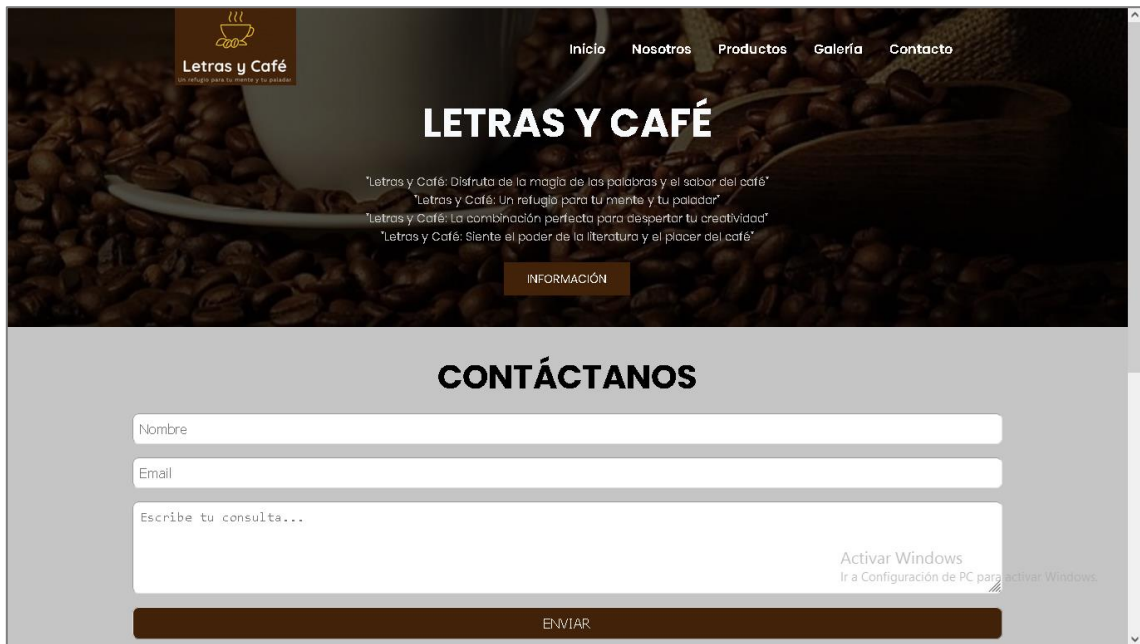 Letras y Café
Un refugio para tu mente y tu paladar
Inicio Nosotros Productos Galería Contacto
LETRAS Y CAFÉ
"Letras y Café: Disfruta de la magia de las palabras y el sabor del café"
"Letras y Café: Un refugio para tu mente y tu paladar"
"Letras y Café: La combinación perfecta para despertar tu creatividad"
"Letras y Café: Siente el poder de la literatura y el placer del café"
INFORMACIÓN
CONTÁCTANOS
Nombre
Email
Escribe tu consulta...
Activar Windows
Ir a Configuración de PC para activar Windows.
ENVIAR